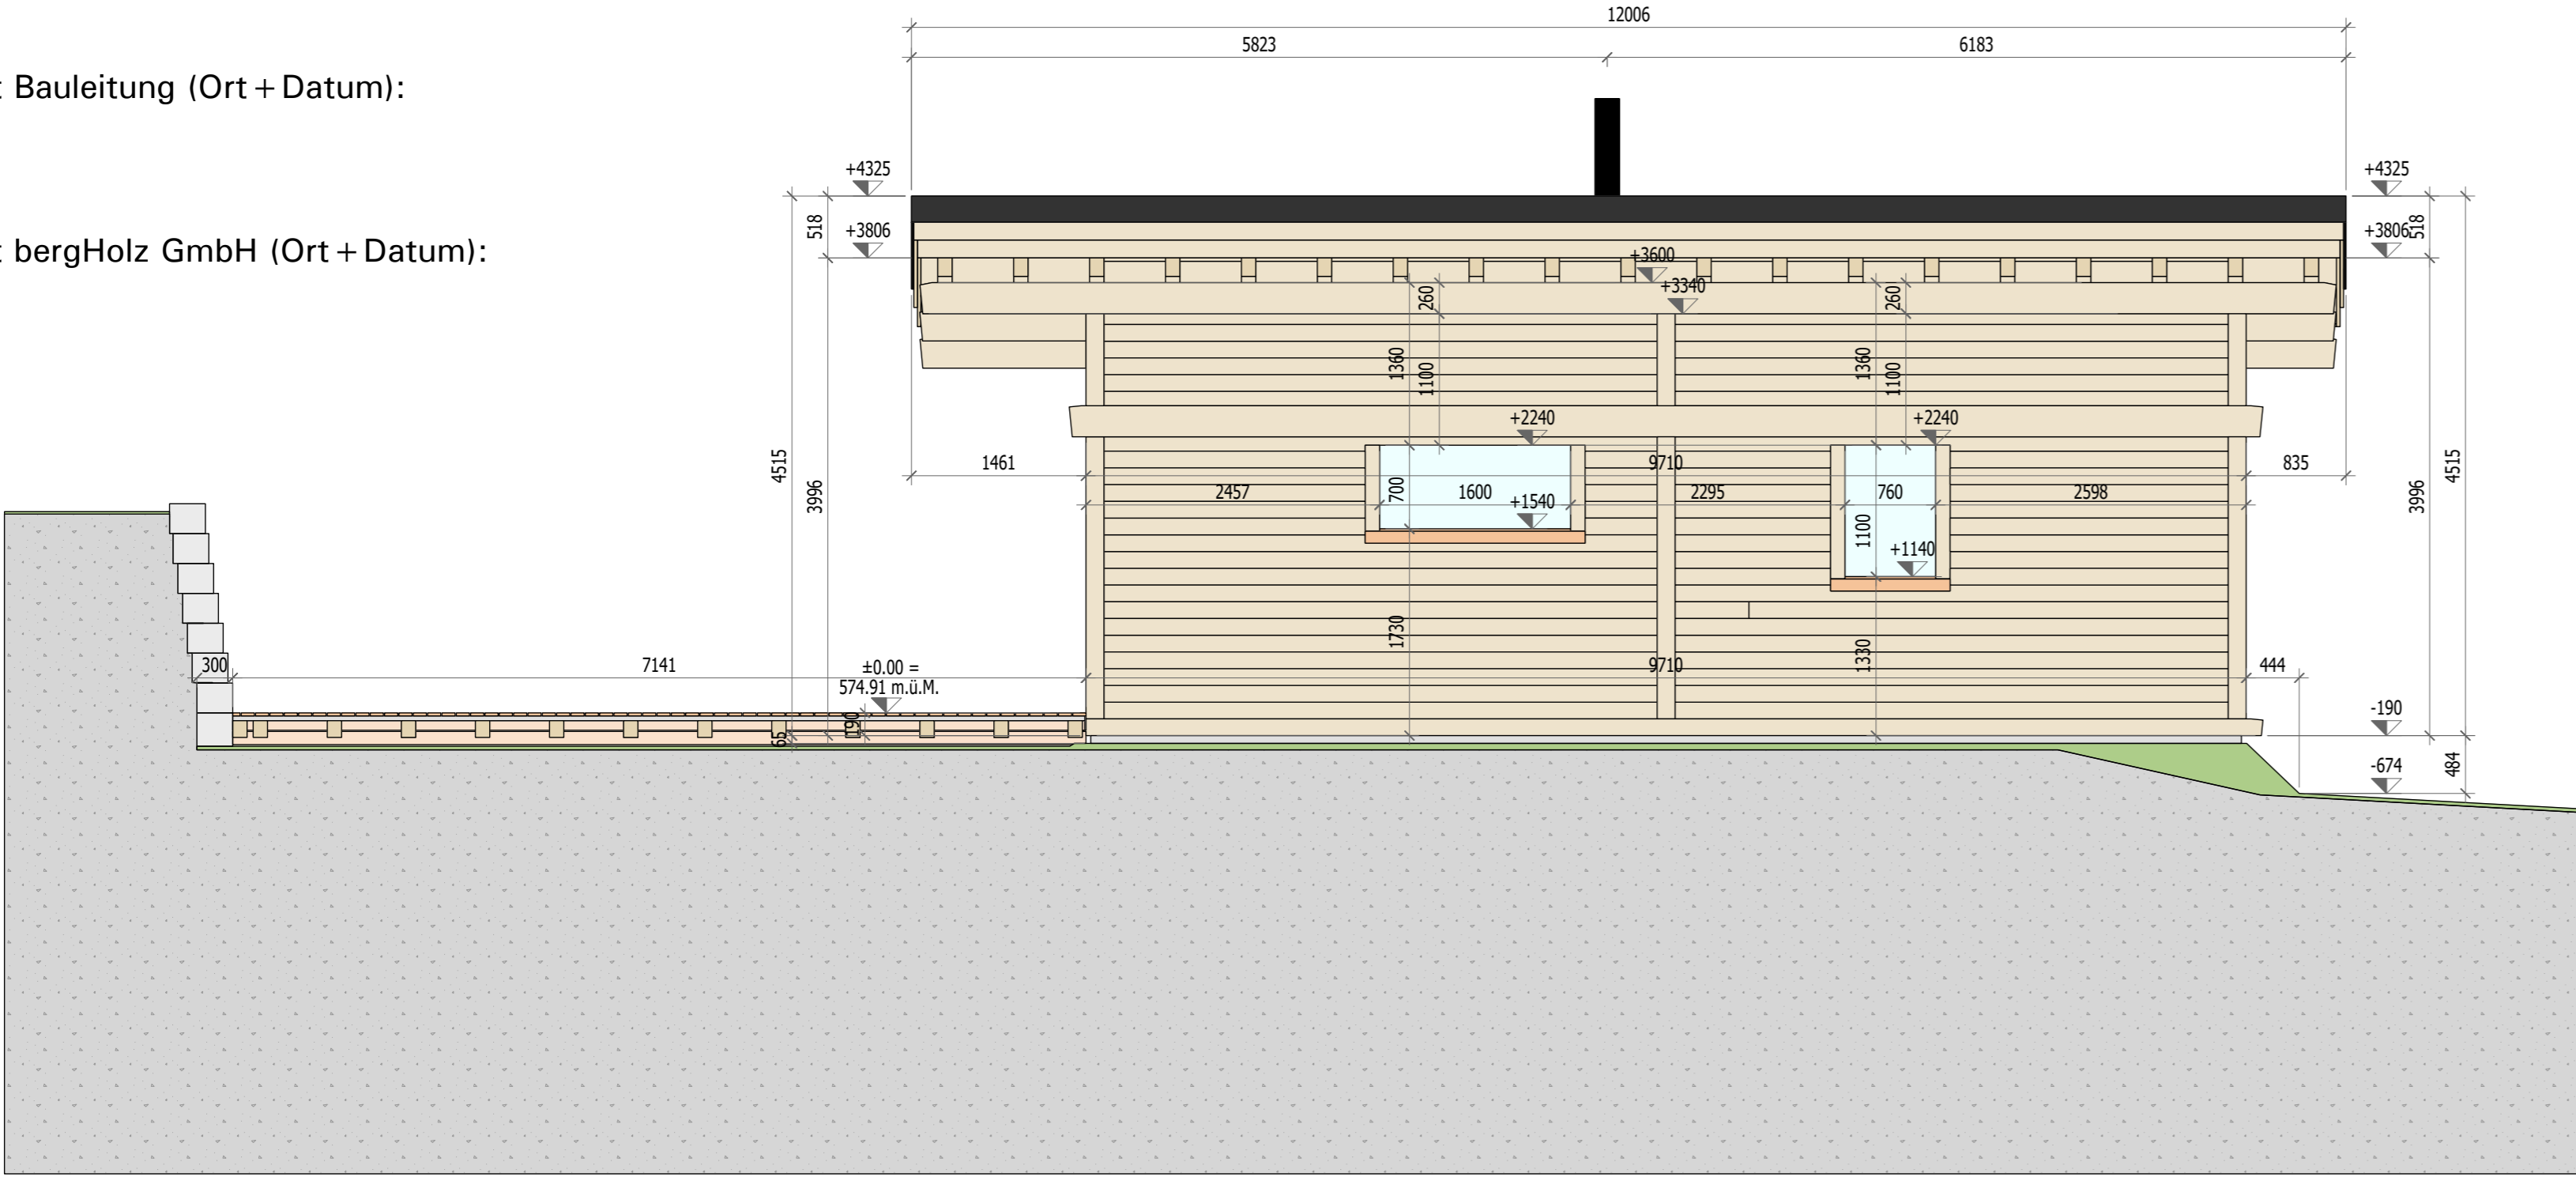 12006
5823 6183
: Bauleitung (Ort+Datum):
+4325 +4325
518 518
+3806 +3806
: bergHolz GmbH (Ort+Datum):
+3600
+3340
260 260
1360 1100 1360 1100
+2240 +2240
4515 1461 9710 835 4515
3996 2457 700 1600 2295 760 2598 3996
+1540
1100
+1140
1730 1330
300 7141 ±0.00 = 9710 444
574.91 m.ü.M.
-190
190
65
-674 484